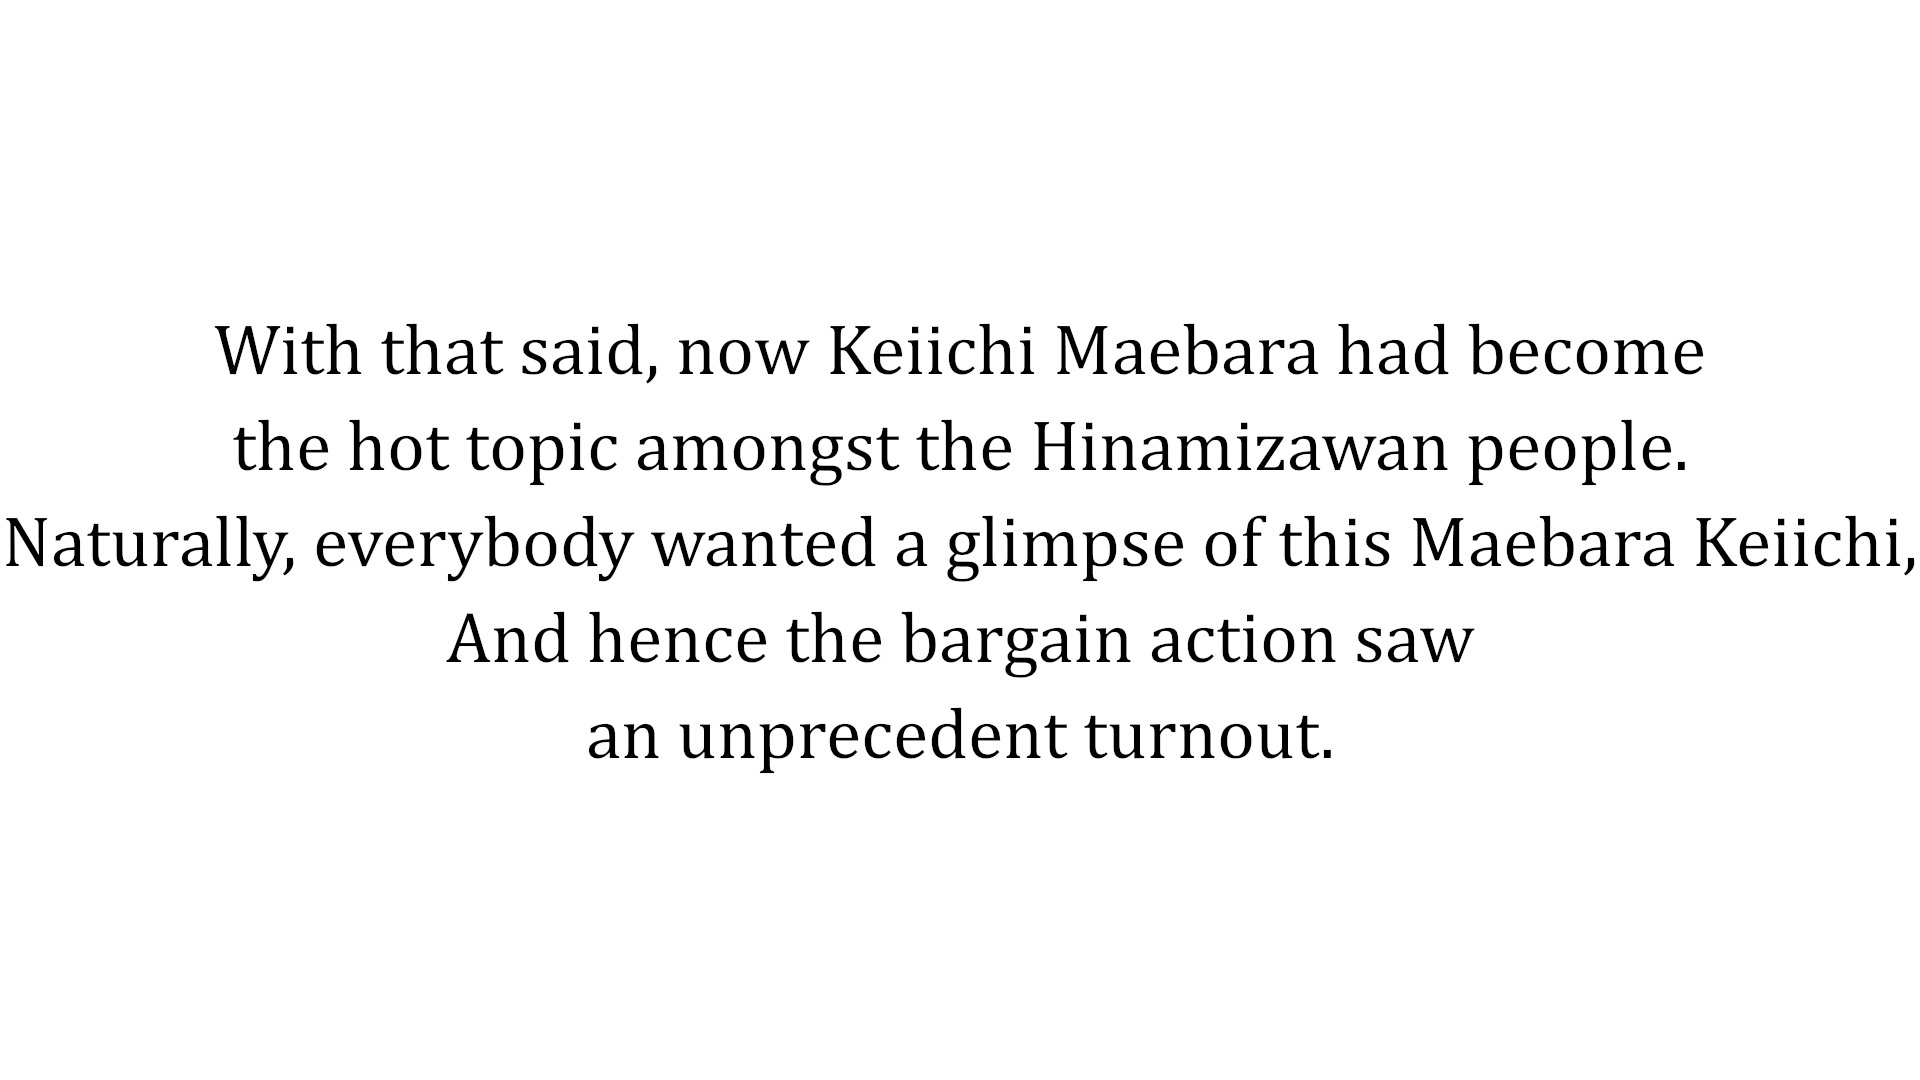 With that said, now Keiichi Maebara had become
the hot topic amongst the Hinamizawan people.
Naturally, everybody wanted a glimpse of this Maebara Keiichi,
And hence the bargain action saw
an unprecedent turnout.